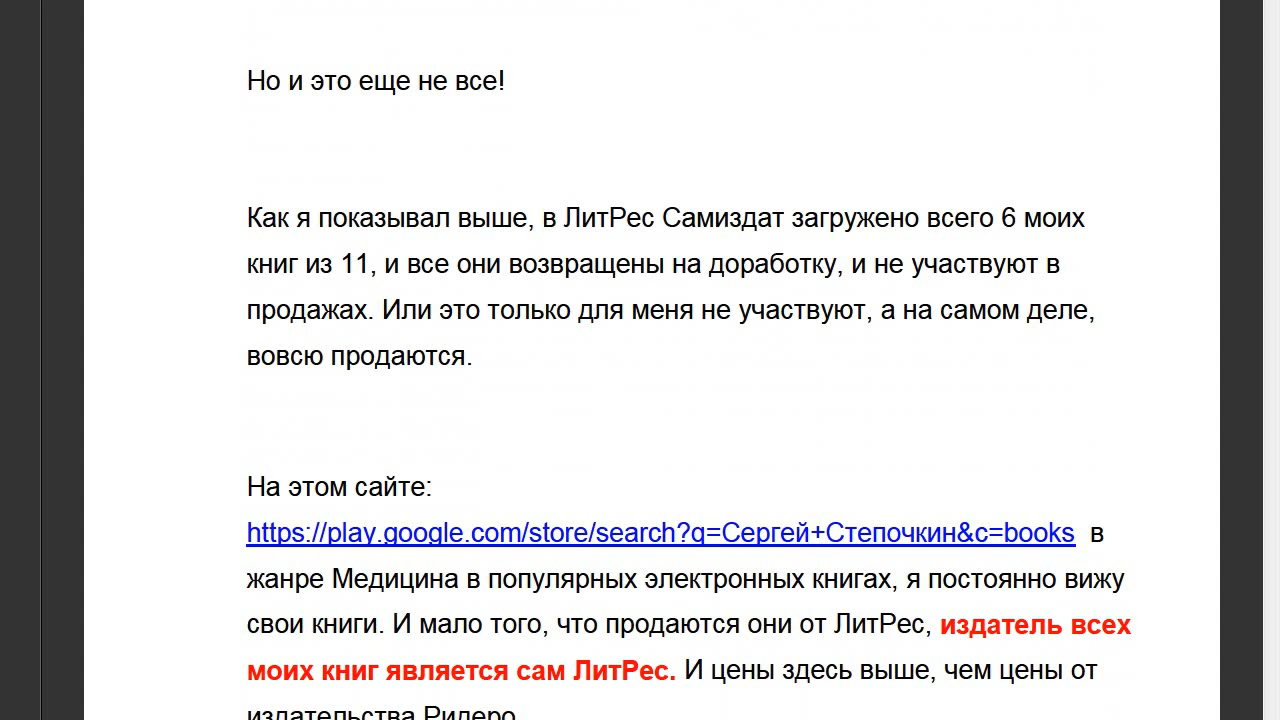 Но и это еще не все!
Как я показывал выше, в ЛитРес Самиздат загружено всего 6 моих
книг из 11, и все они возвращены на доработку, и не участвуют в
продажах. Или это только для меня не участвуют, а на самом деле,
вовсю продаются.
На этом сайте:
https://play.google.com/store/search?q=Сергей+Степочкин&c=books в
жанре Медицина в популярных электронных книгах, я постоянно вижу
свои книги. И мало того, что продаются они от ЛитРес, издатель всех
моих книг является сам ЛитРес. И цены здесь выше, чем цены от
издательства Ридеро